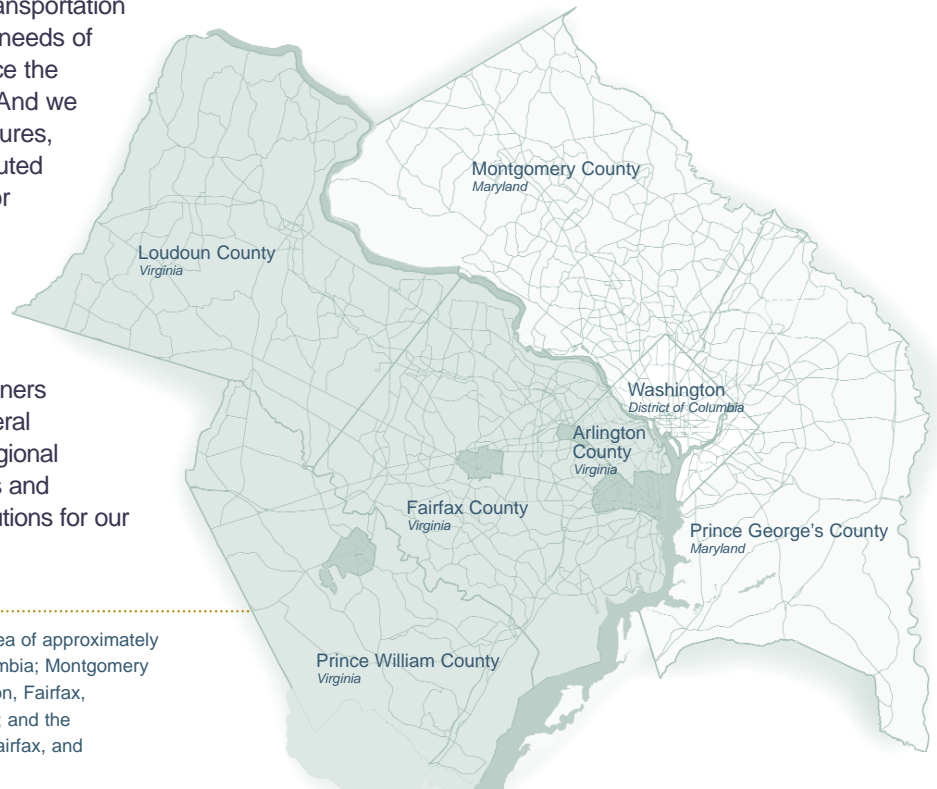 ansportation
needs of
ce the
And we
ures,
uted
or
ners
eral
gional
s and
utions for our
ea of approximately
mbia; Montgomery
on, Fairfax,
; and the
airfax, and
Montgomery County
Maryland
Loudoun County
Virginia
Washington
District of Columbia
Arlington
County
Virginia
Fairfax County
Virginia
Prince George's County
Maryland
Prince William County
Virginia